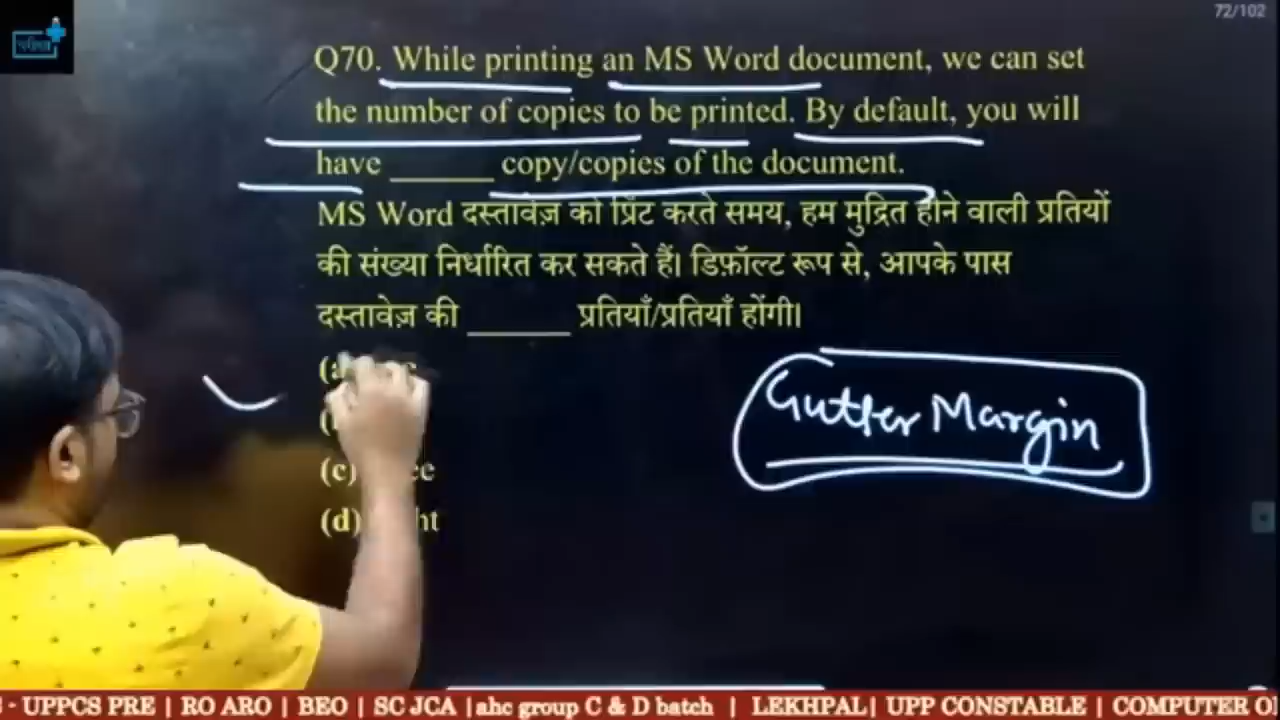 72/102
Q70. While printing an MS Word document, we can set
the number of copies to be printed. By default, you will
have ______ copy/copies of the document.
MS Word दस्तावेज़ को प्रिंट करते समय, हम मुद्रित होने वाली प्रतियों
की संख्या निर्धारित कर सकते हैं। डिफ़ॉल्ट रूप से, आपके पास
दस्तावेज़ की ______ प्रतियाँ/प्रतियाँ होंगी।
(a)
(c)
(d)
Gutter Margin
- UPPCS PRE | RO ARO | BEO | SC JCA |ahc group C & D batch | LEKHPAL| UPP CONSTABLE | COMPUTER